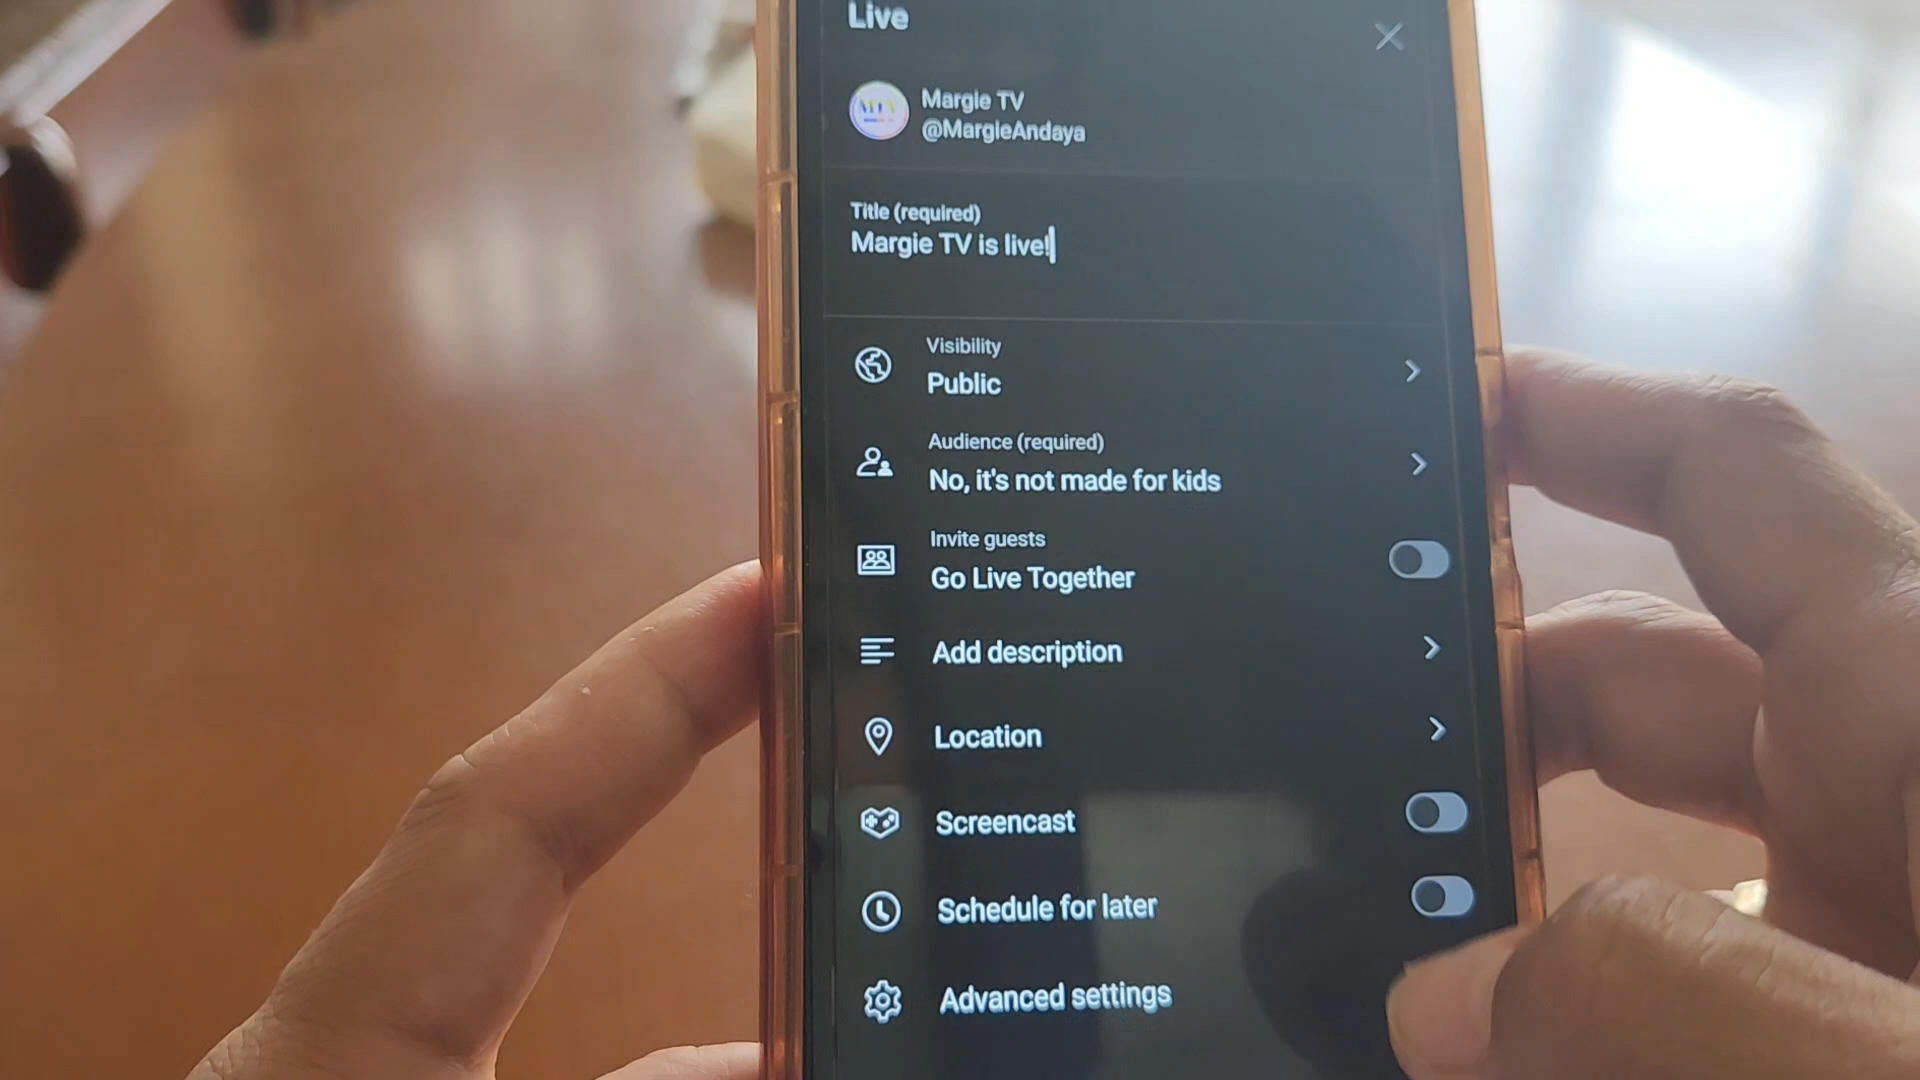 Live
Margie TV
@MargieAndaya
Title (required)
Margie TV is live!
Visibility
Public
Audience (required)
No, it's not made for kids
Invite guests
Go Live Together
Add description
Location
Screencast
Schedule for later
Advanced settings